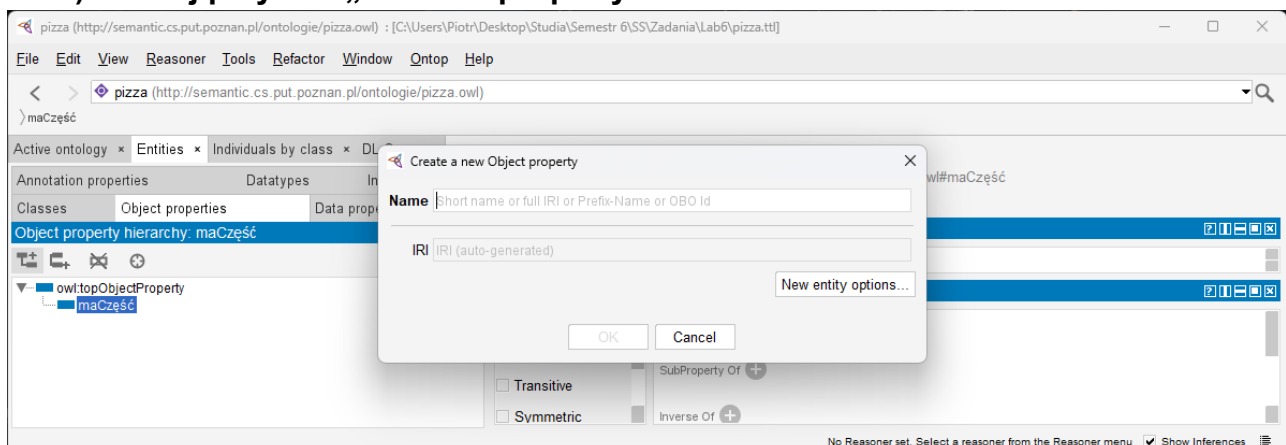 pizza (http://semantic.cs.put.poznan.pl/ontologie/pizza.owl) : [C:\Users\Piotr\Desktop\Studia\Semestr 6\SS\Zadania\Lab6\pizza.ttl]
File Edit View Reasoner Tools Refactor Window Ontop Help
pizza (http://semantic.cs.put.poznan.pl/ontologie/pizza.owl)
maCzęść
Active ontology × Entities × Individuals by class × DL
Create a new Object property
Annotation properties Datatypes In
wl#maCzęść
Classes Object properties Data prope
Name Short name or full IRI or Prefix-Name or OBO Id
Object property hierarchy: maCzęść
IRI IRI (auto-generated)
New entity options...
owl:topObjectProperty
maCzęść
OK Cancel
SubProperty Of
Transitive
Symmetric
Inverse Of
No Reasoner set. Select a reasoner from the Reasoner menu Show Inferences